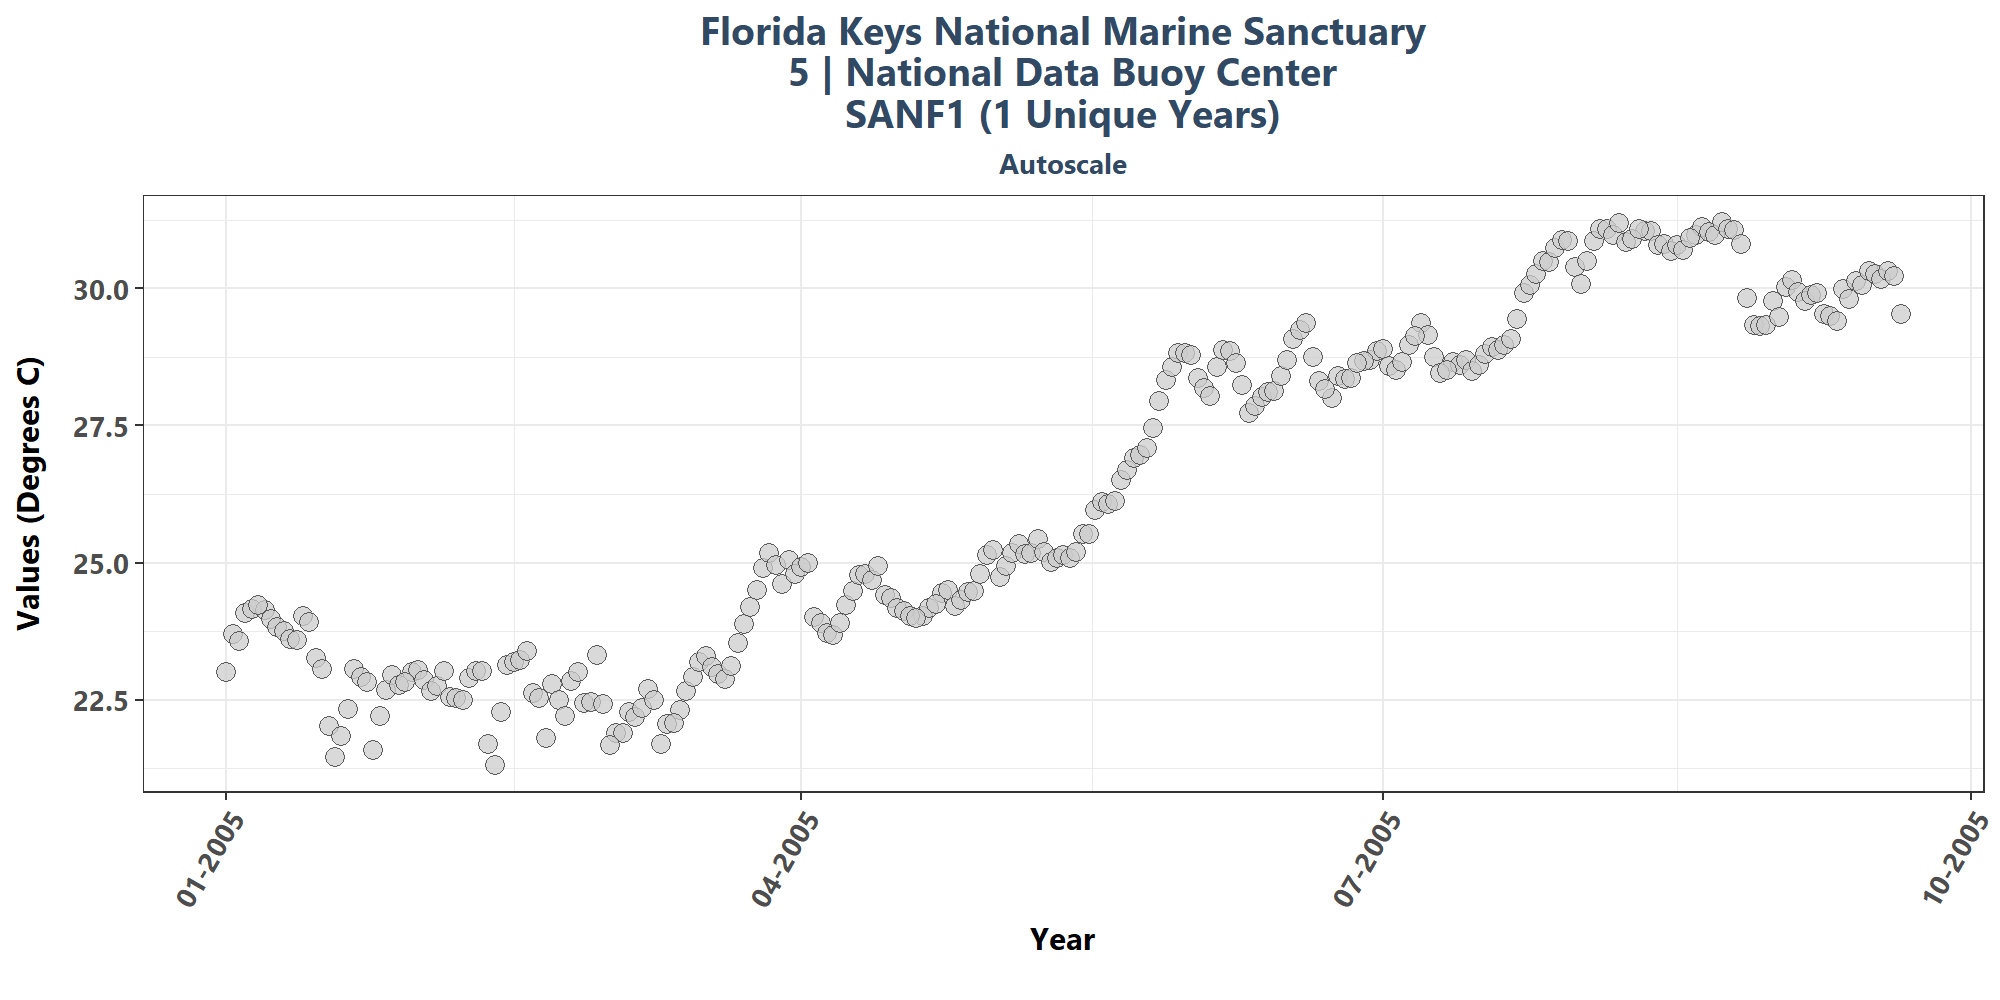 Florida Keys National Marine Sanctuary
5 | National Data Buoy Center
SANF1 (1 Unique Years)
Autoscale
Values (Degrees C)
30.0
27.5
25.0
22.5
01-2005
04-2005
07-2005
10-2005
Year